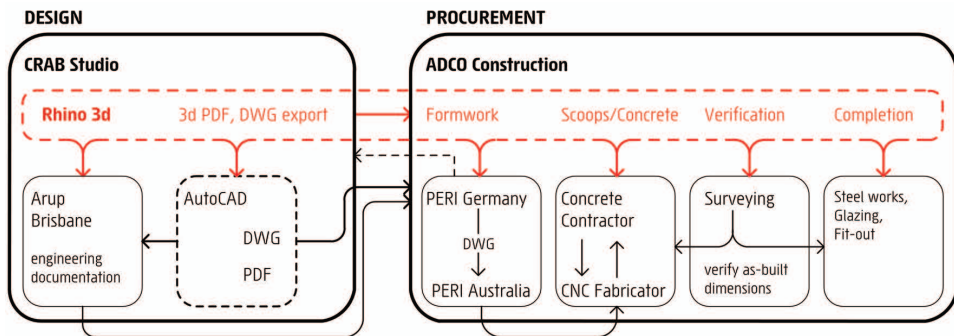 DESIGN
PROCUREMENT
CRAB Studio
ADCO Construction
Rhino 3d
3d PDF, DWG export
Formwork
Scoops/Concrete
Verification
Completion
Arup
Brisbane
engineering
documentation
AutoCAD
DWG
PDF
PERI Germany
DWG
PERI Australia
Concrete
Contractor
CNC Fabricator
Surveying
verify as-built
dimensions
Steel works,
Glazing,
Fit-out